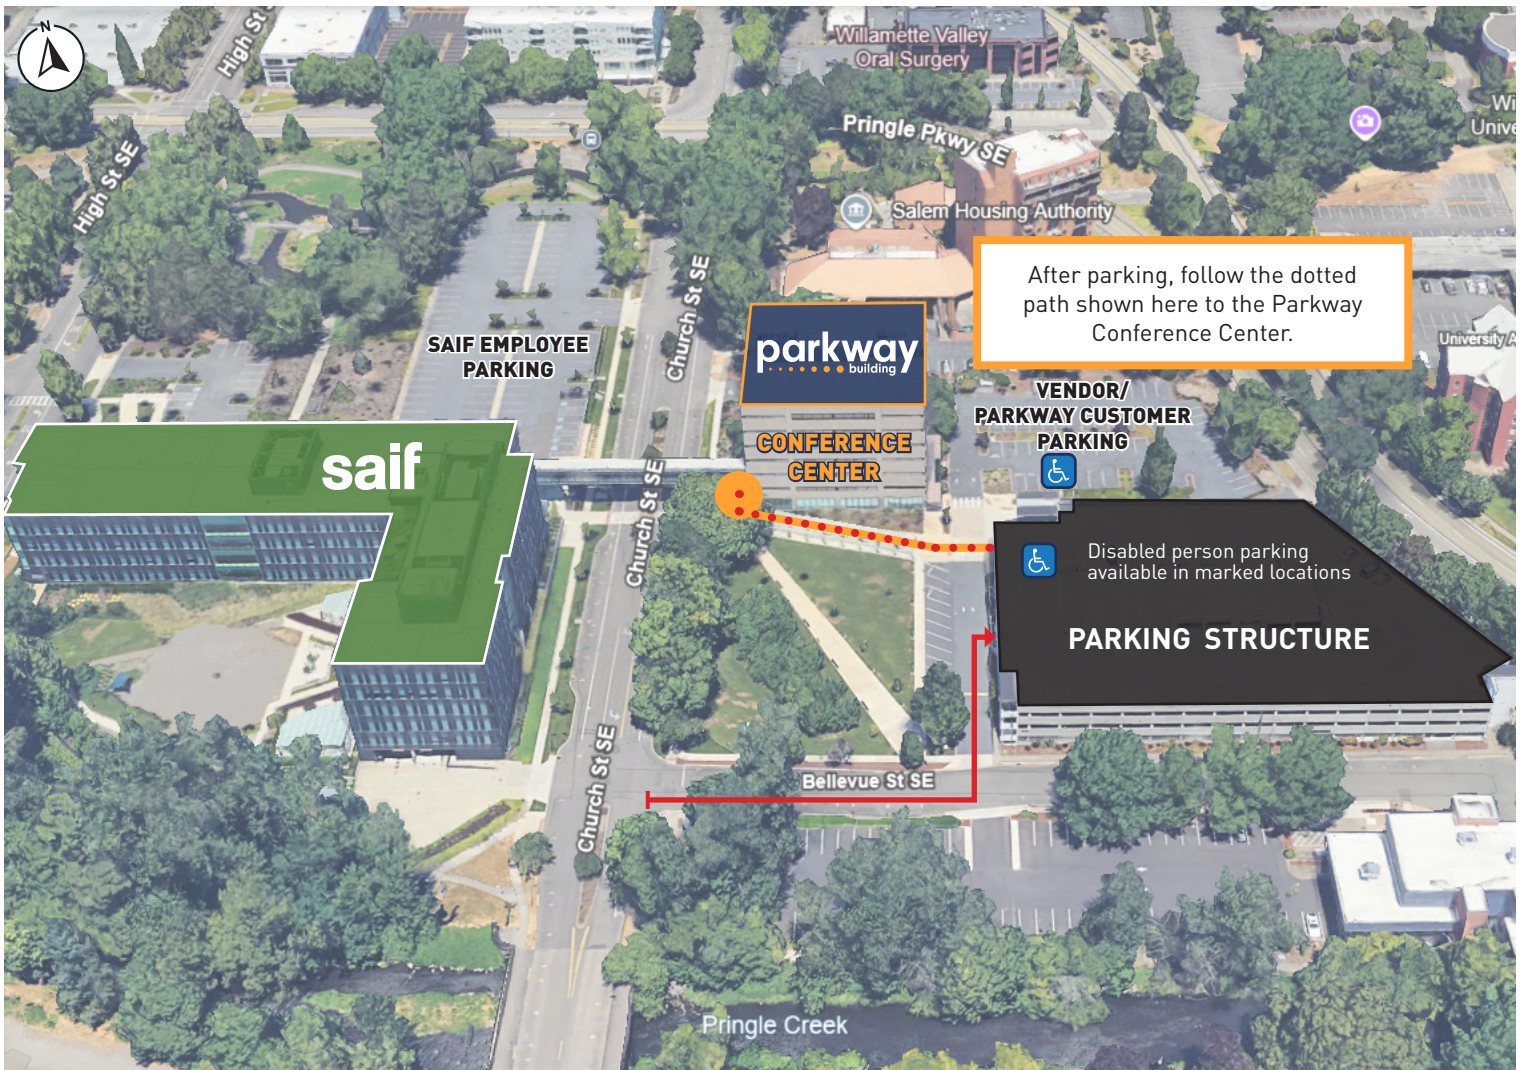 N
High St S
Willamette Valley
Oral Surgery
Pringle Pkwy SE
Wi
Unive
High St SE
Salem Housing Authority
After parking, follow the dotted
path shown here to the Parkway
Conference Center.
Church St SE
SAIF EMPLOYEE
PARKING
parkway
building
University A
VENDOR/
PARKWAY CUSTOMER
PARKING
CONFERENCE
CENTER
saif
Church St SE
Disabled person parking
available in marked locations
PARKING STRUCTURE
Bellevue St SE
Church St SE
Pringle Creek